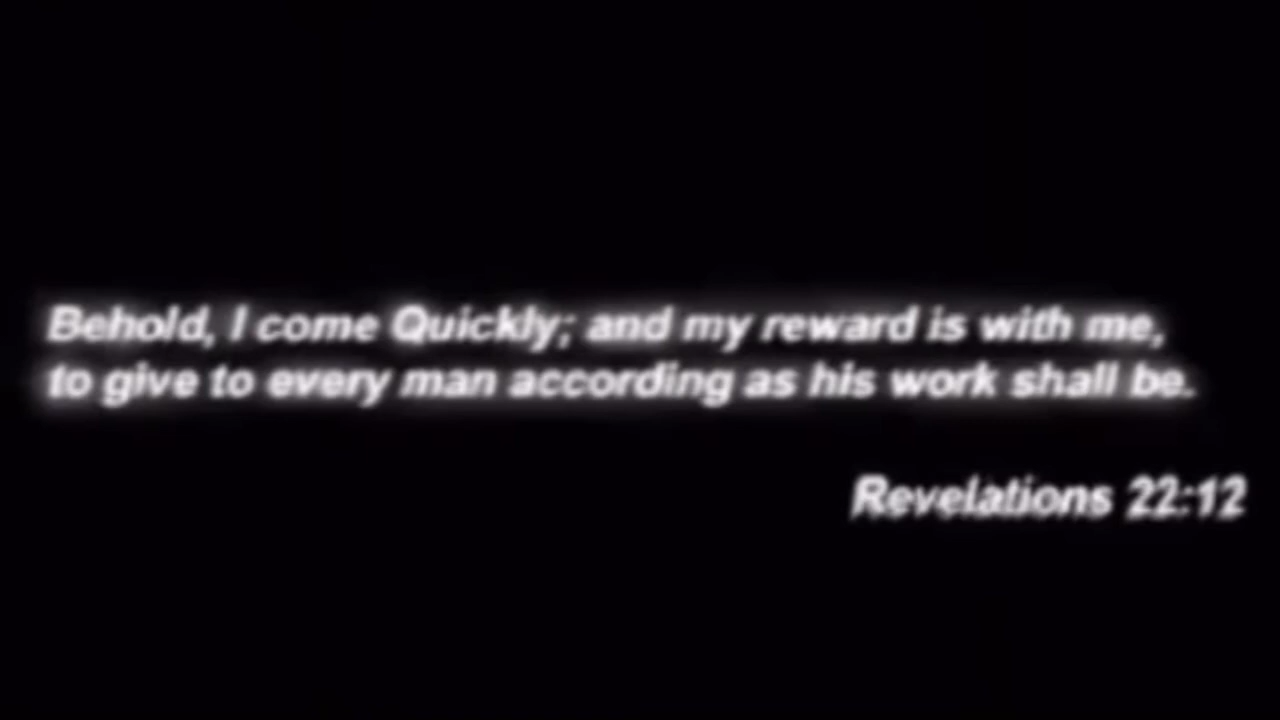 Behold, I come Quickly; and my reward is with me,
to give to every man according as his work shall be.
Revelations 22:12